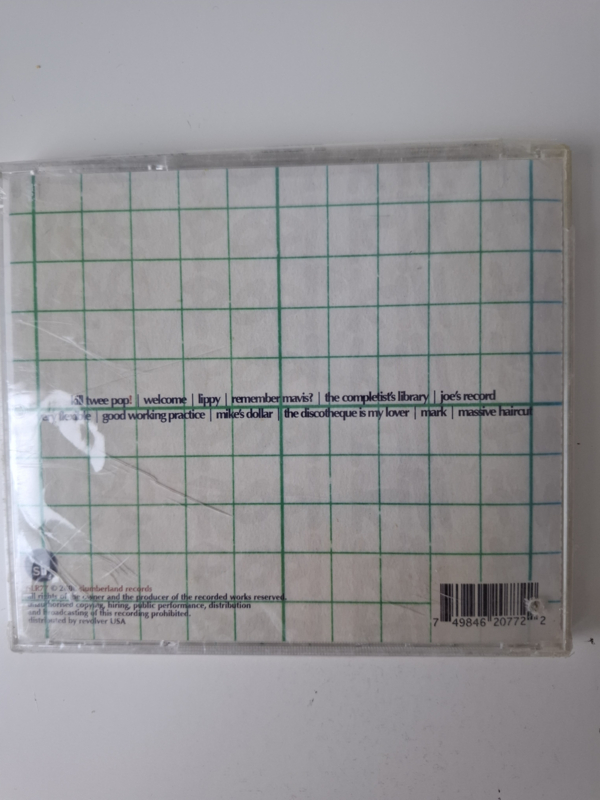 twee pop! | welcome | lippy | remember mavis? | the completist's library | joe's record
good working practice | mike's dollar | the discotheque is my lover | mark | massive haircut
slumberland records
all rights of the owner and the producer of the recorded works reserved.
copying, hiring, public performance, distribution
and broadcasting of this recording prohibited.
distributed by revolver USA
7 49846 20772 2